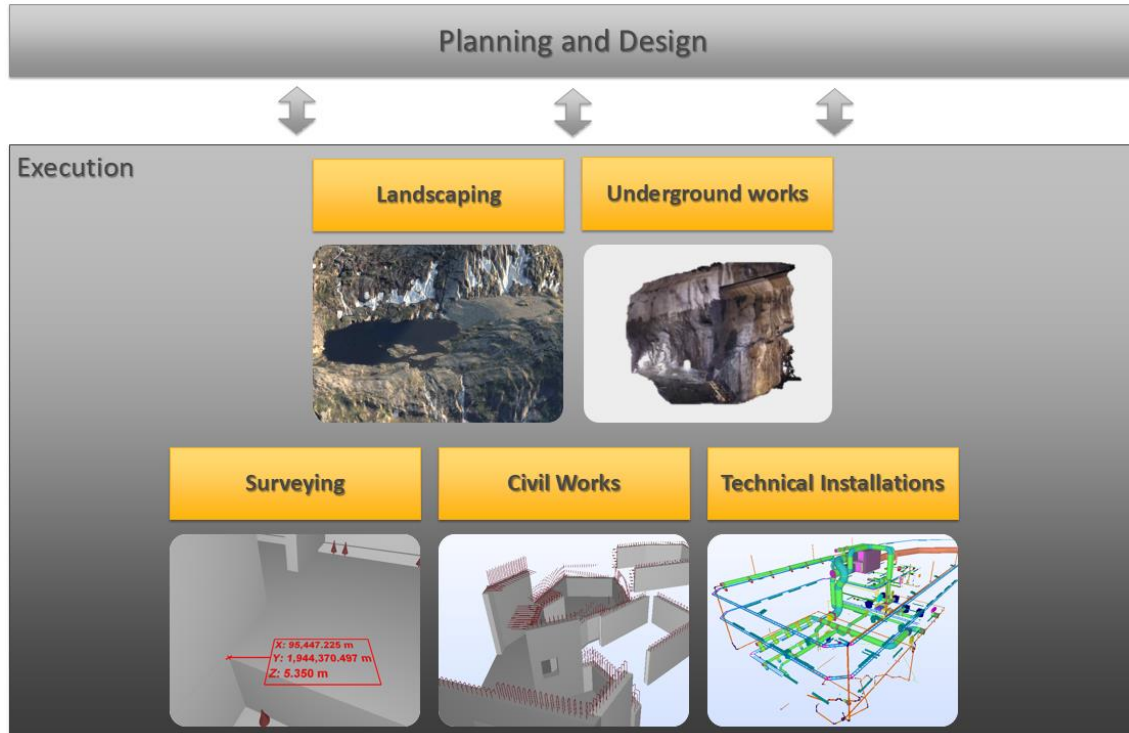 Planning and Design
Execution
Landscaping
Underground works
Surveying
Civil Works
Technical Installations
X: 95,447.225 m
Y: 1,944,370.497 m
Z: 5.350 m